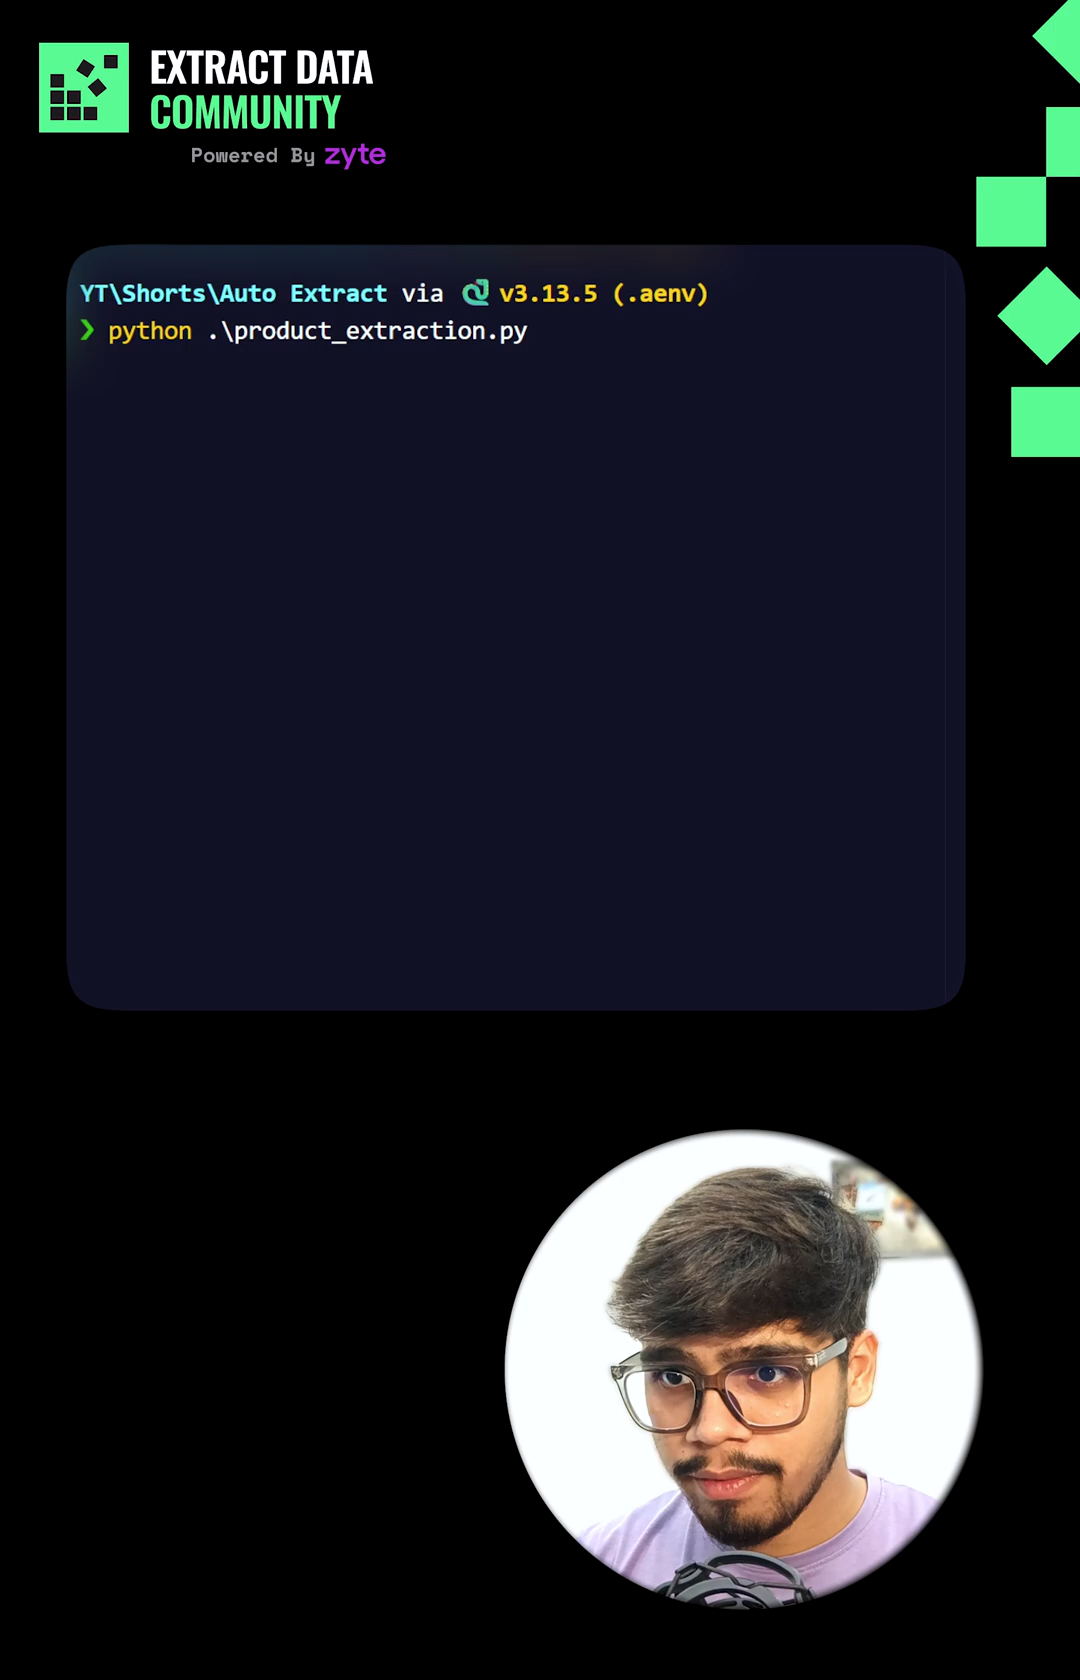 EXTRACT DATA
COMMUNITY
Powered By zyte
YT\Shorts\Auto Extract via v3.13.5 (.aenv)
❯ python .\product_extraction.py